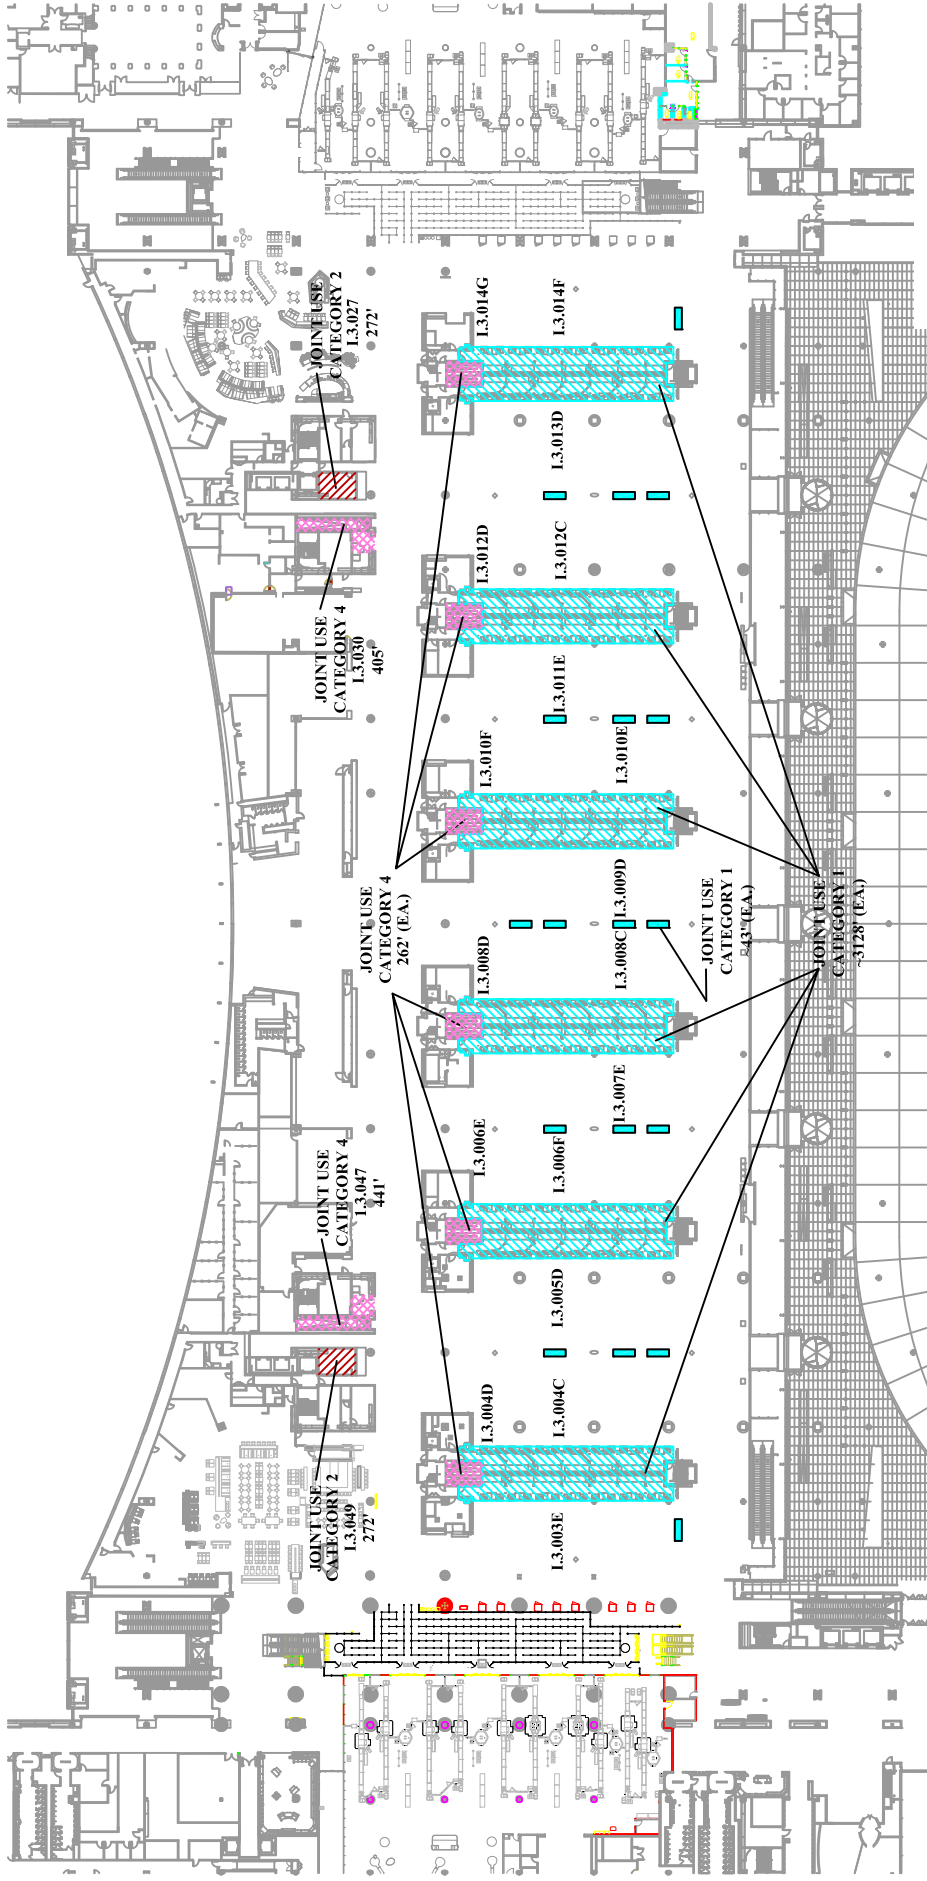 JOINT USE
CATEGORY 2
I.3.027
272'
I.3.014G
I.3.014F
I.3.013D
I.3.012D
I.3.012C
JOINT USE
CATEGORY 4
I.3.030
405'
I.3.011E
I.3.010F
I.3.010E
JOINT USE
CATEGORY 4
262' (EA.)
I.3.009D
I.3.008D
I.3.008C
JOINT USE
CATEGORY 1
~43' (EA.)
JOINT USE
CATEGORY 1
~3128' (EA.)
I.3.007E
I.3.006E
I.3.006F
JOINT USE
CATEGORY 4
1.3.047
441'
I.3.005D
I.3.004D
I.3.004C
JOINT USE
CATEGORY 2
I.3.049
272'
I.3.003E